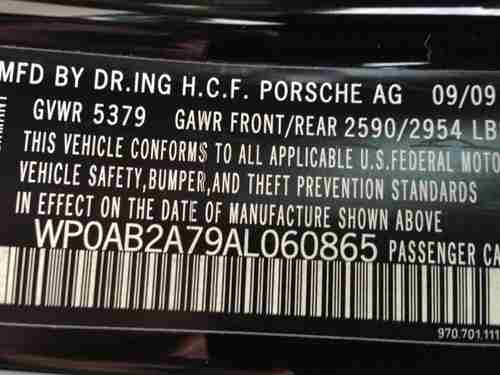 MFD BY DR.ING H.C.F. PORSCHE AG 09/09
GVWR 5379 GAWR FRONT/REAR 2590/2954 LB
THIS VEHICLE CONFORMS TO ALL APPLICABLE U.S.FEDERAL MOTO
VEHICLE SAFETY,BUMPER,AND THEFT PREVENTION STANDARDS
IN EFFECT ON THE DATE OF MANUFACTURE SHOWN ABOVE
WP0AB2A79AL060865 PASSENGER CA
970.701.111